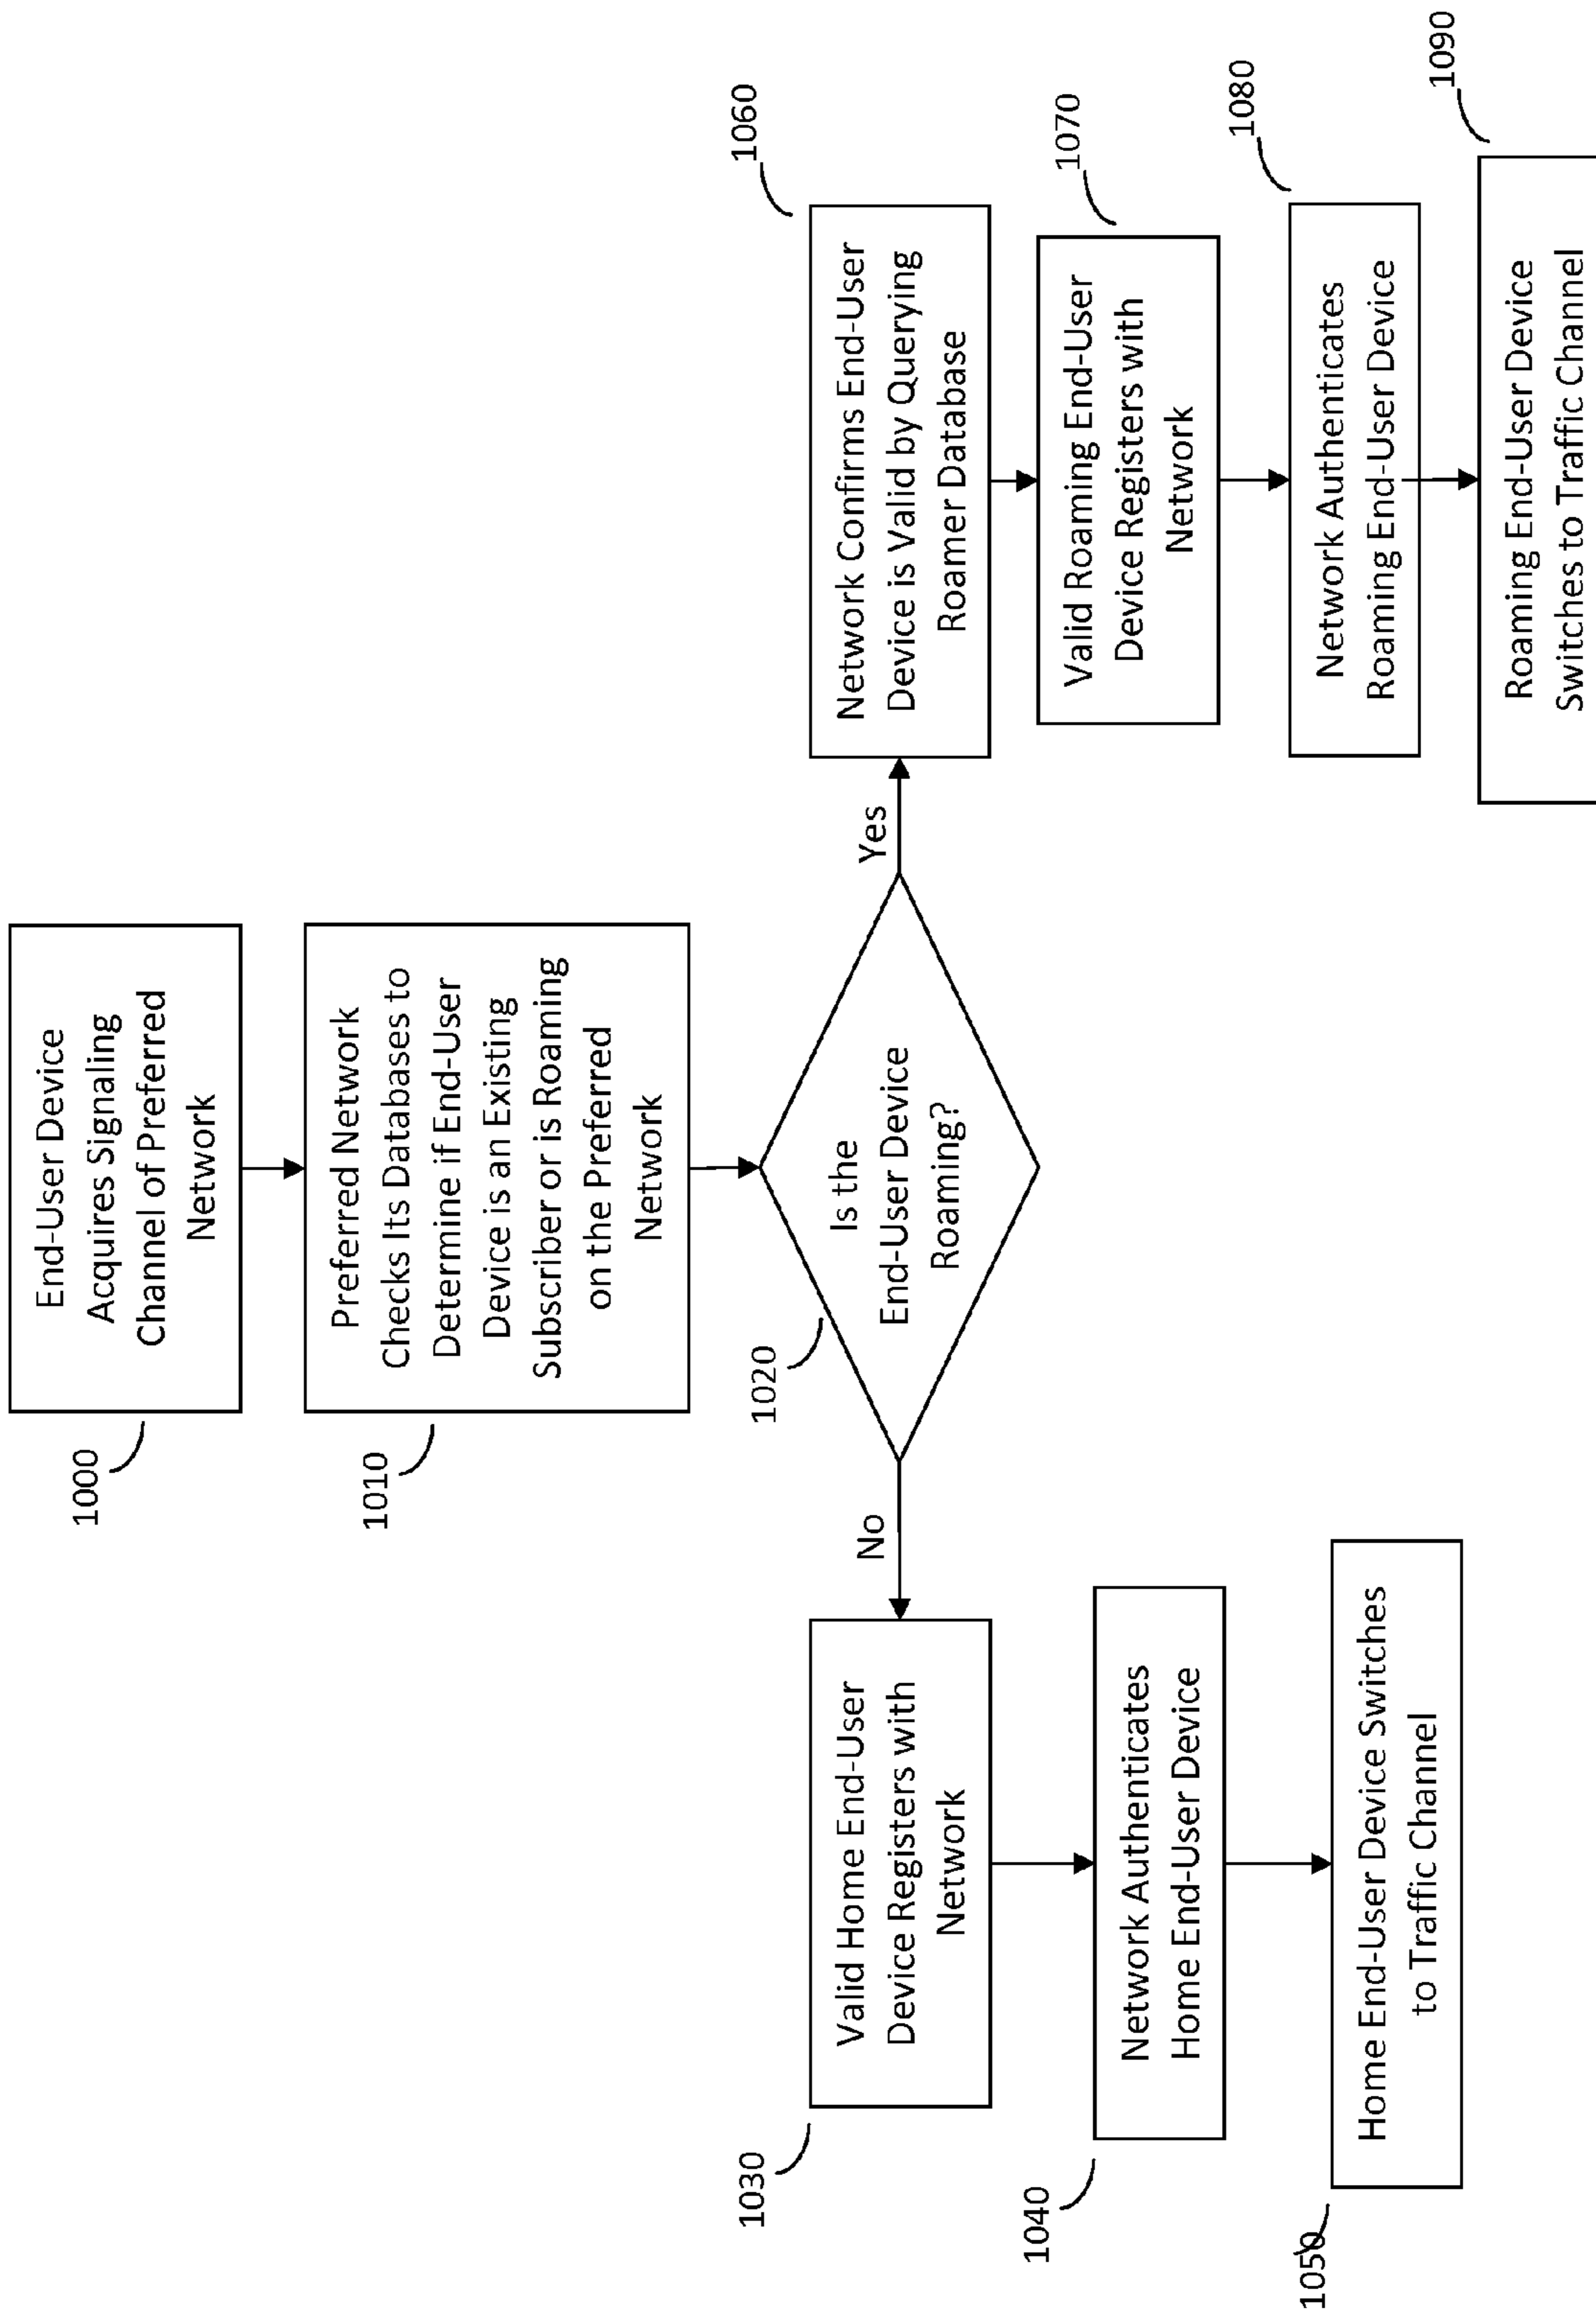 End-User Device
Acquires Signaling
Channel of Preferred
Network
1000
Preferred Network
Checks Its Databases to
Determine if End-User
Device is an Existing
Subscriber or is Roaming
on the Preferred
Network
1010
Is the
End-User Device
Roaming?
1020
No
Yes
Valid Home End-User
Device Registers with
Network
1030
Network Authenticates
Home End-User Device
1040
Home End-User Device Switches
to Traffic Channel
1050
Network Confirms End-User
Device is Valid by Querying
Roamer Database
1060
Valid Roaming End-User
Device Registers with
Network
1070
Network Authenticates
Roaming End-User Device
1080
Roaming End-User Device
Switches to Traffic Channel
1090